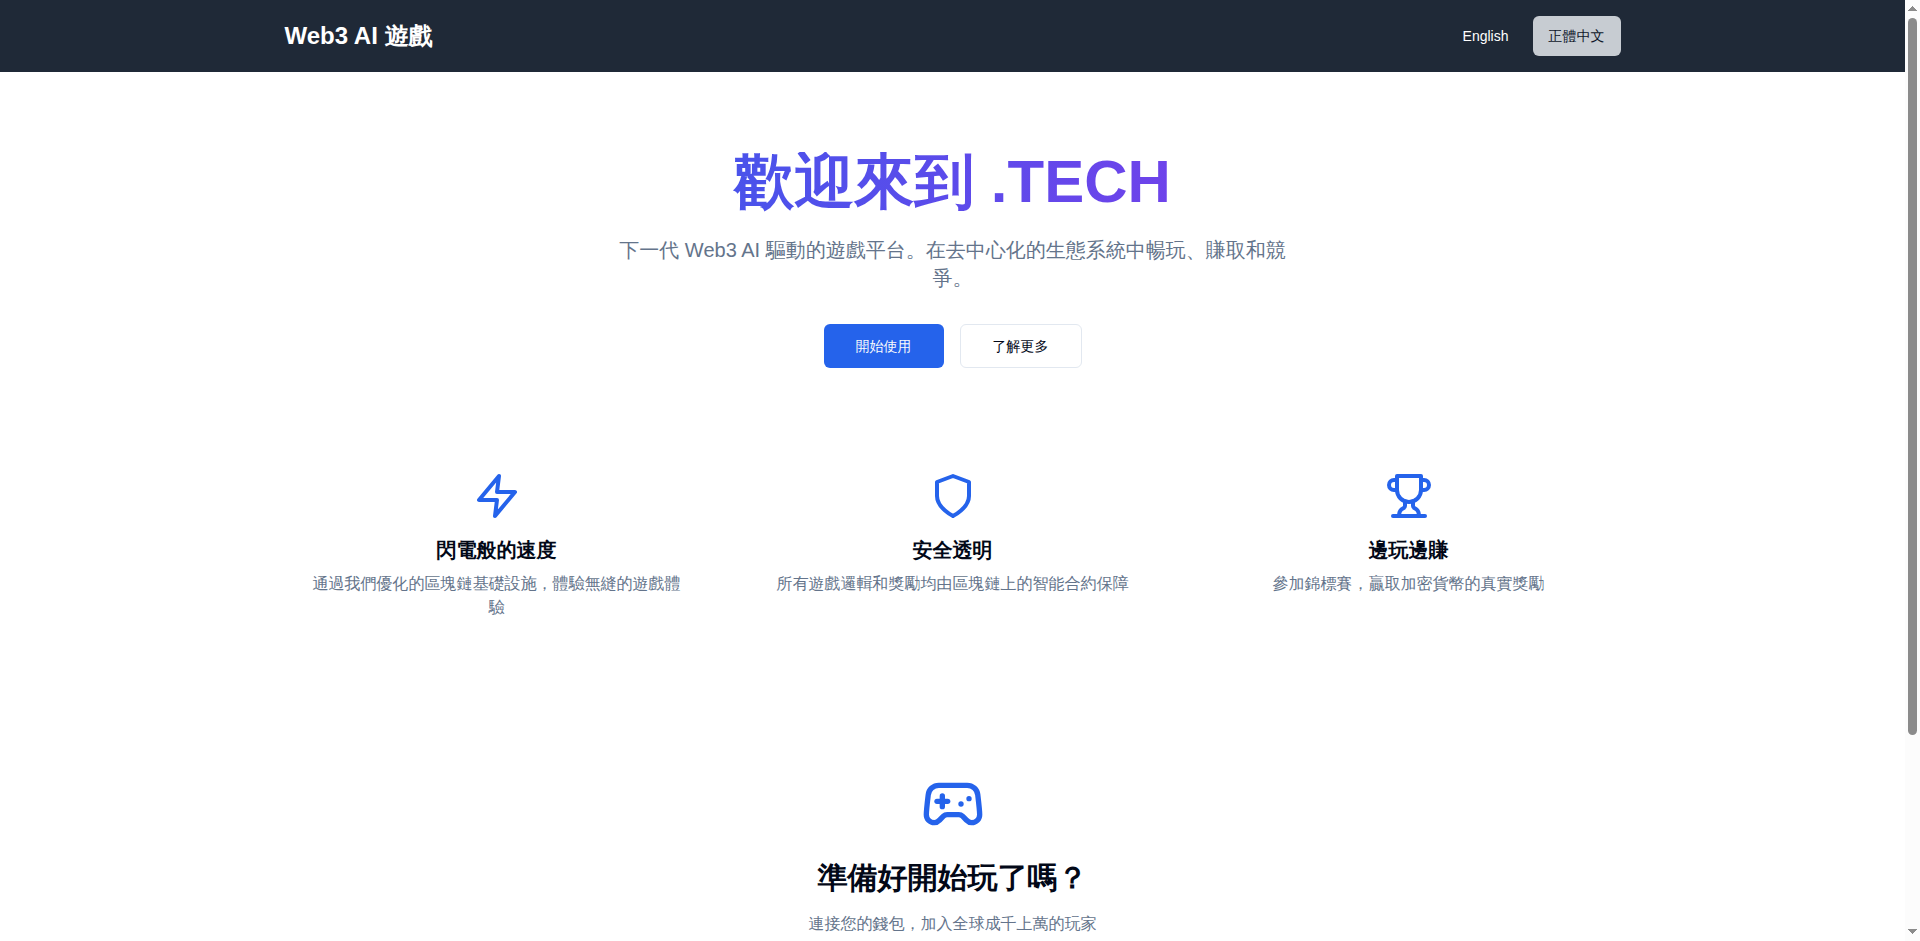 Web3 AI 遊戲
English
正體中文
歡迎來到 .TECH
下一代 Web3 AI 驅動的遊戲平台。在去中心化的生態系統中暢玩、賺取和競
爭。
開始使用
了解更多
閃電般的速度
通過我們優化的區塊鏈基礎設施，體驗無縫的遊戲體
驗
安全透明
所有遊戲邏輯和獎勵均由區塊鏈上的智能合約保障
邊玩邊賺
參加錦標賽，贏取加密貨幣的真實獎勵
準備好開始玩了嗎？
連接您的錢包，加入全球成千上萬的玩家